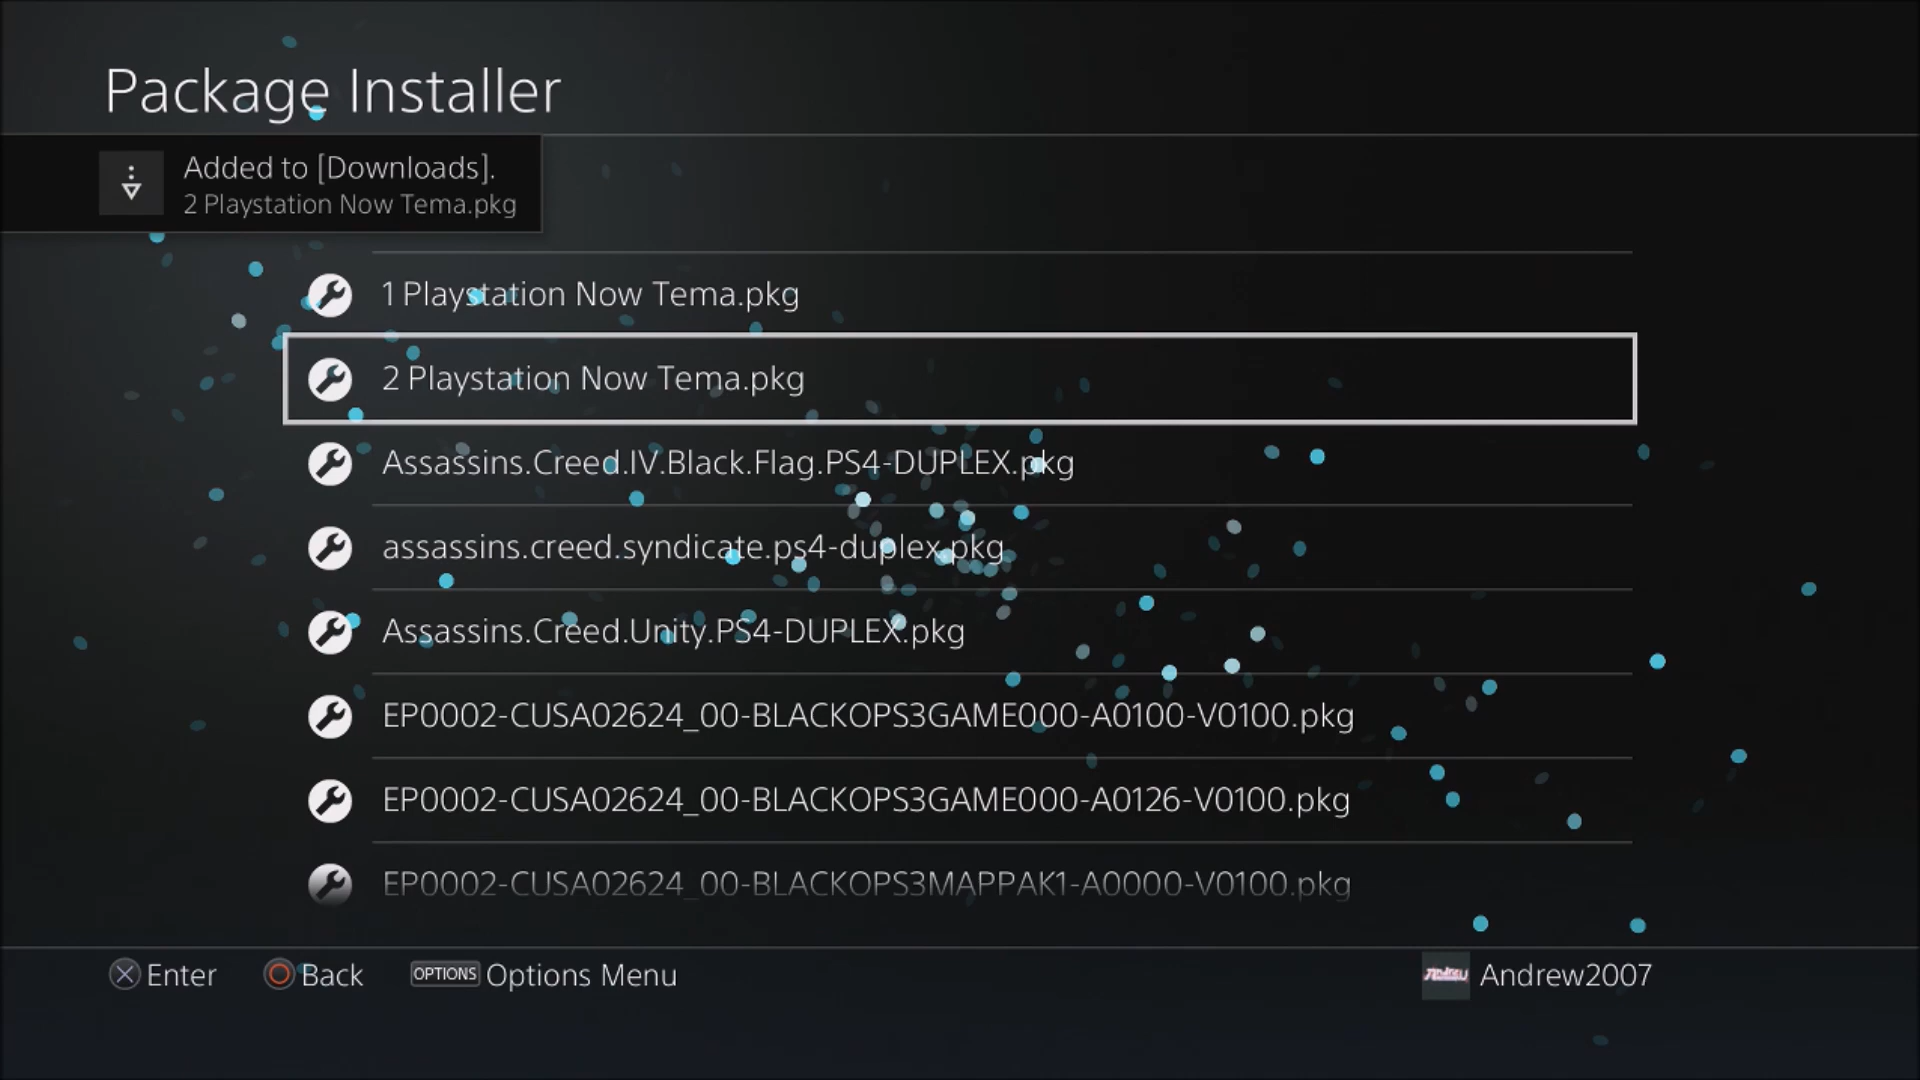 Package Installer
Added to [Downloads].
2 Playstation Now Tema.pkg
1 Playstation Now Tema.pkg
2 Playstation Now Tema.pkg
Assassins.Creed.IV.Black.Flag.PS4-DUPLEX.pkg
assassins.creed.syndicate.ps4-duplex.pkg
Assassins.Creed.Unity.PS4-DUPLEX.pkg
EP0002-CUSA02624_00-BLACKOPS3GAME000-A0100-V0100.pkg
EP0002-CUSA02624_00-BLACKOPS3GAME000-A0126-V0100.pkg
EP0002-CUSA02624_00-BLACKOPS3MAPPAK1-A0000-V0100.pkg
Enter Back OPTIONS Options Menu Andrew2007